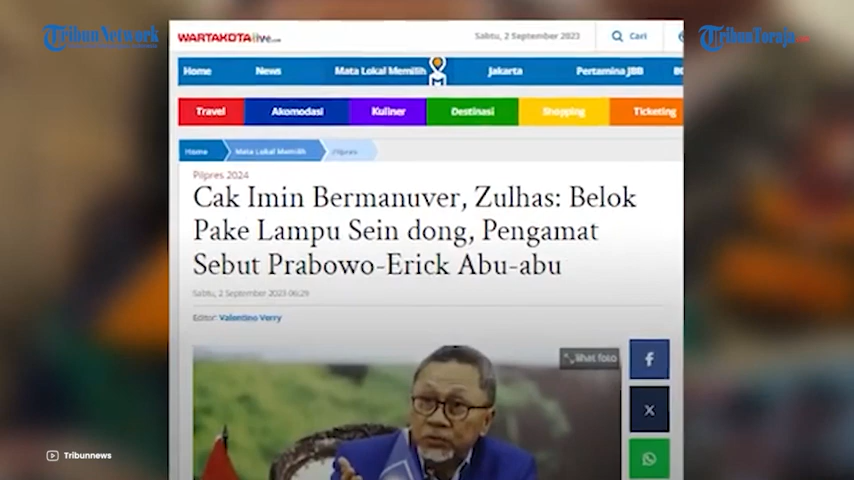 TribunNetwork
TribunToraja
WARTAKOTAlive.com
Sabtu, 2 September 2023
Cari
Home
News
Mata Lokal Memilih
Jakarta
Pertamina JBB
Travel
Akomodasi
Kuliner
Destinasi
Shopping
Ticketing
Home
Mata Lokal Memilih
Pilpres
Pilpres 2024
Cak Imin Bermanuver, Zulhas: Belok
Pake Lampu Sein dong, Pengamat
Sebut Prabowo-Erick Abu-abu
Sabtu, 2 September 2023 06:29
Editor: Valentino Verry
lihat foto
Tribunnews